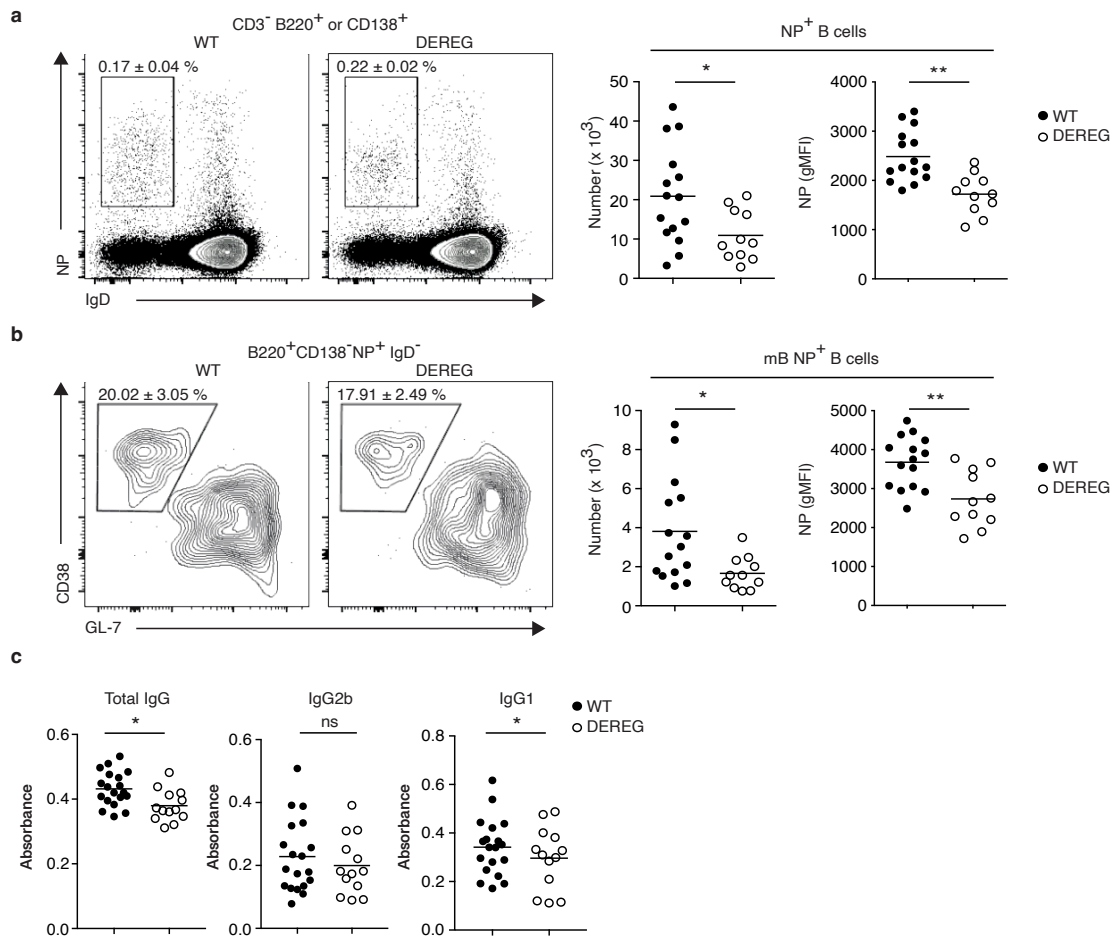 a
CD3⁻ B220⁺ or CD138⁺
WT
DEREG
0.17 ± 0.04 %
0.22 ± 0.02 %
NP
IgD
NP⁺ B cells
*
**
Number (x 10³)
50
40
30
20
10
0
NP (gMFI)
4000
3000
2000
1000
0
WT
DEREG
b
B220⁺CD138⁻NP⁺ IgD⁻
WT
DEREG
20.02 ± 3.05 %
17.91 ± 2.49 %
CD38
GL-7
mB NP⁺ B cells
*
**
Number (x 10³)
10
8
6
4
2
0
NP (gMFI)
5000
4000
3000
2000
1000
0
WT
DEREG
c
Total IgG
*
Absorbance
0.6
0.4
0.2
0.0
IgG2b
ns
Absorbance
0.6
0.4
0.2
0.0
IgG1
*
Absorbance
0.8
0.6
0.4
0.2
0.0
WT
DEREG